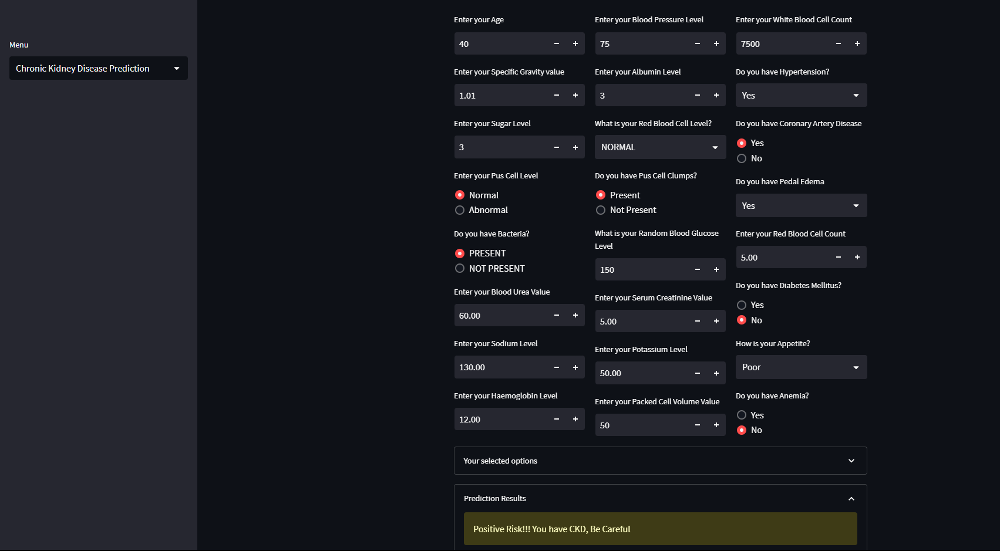 Menu
Chronic Kidney Disease Prediction
Enter your Age
40
Enter your Specific Gravity value
1.01
Enter your Sugar Level
3
Enter your Pus Cell Level
Normal
Abnormal
Do you have Bacteria?
PRESENT
NOT PRESENT
Enter your Blood Urea Value
60.00
Enter your Sodium Level
130.00
Enter your Haemoglobin Level
12.00
Enter your Blood Pressure Level
75
Enter your Albumin Level
3
What is your Red Blood Cell Level?
NORMAL
Do you have Pus Cell Clumps?
Present
Not Present
What is your Random Blood Glucose
Level
150
Enter your Serum Creatinine Value
5.00
Enter your Potassium Level
50.00
Enter your Packed Cell Volume Value
50
Enter your White Blood Cell Count
7500
Do you have Hypertension?
Yes
Do you have Coronary Artery Disease
Yes
No
Do you have Pedal Edema
Yes
Enter your Red Blood Cell Count
5.00
Do you have Diabetes Mellitus?
Yes
No
How is your Appetite?
Poor
Do you have Anemia?
Yes
No
Your selected options
Prediction Results
Positive Risk!!! You have CKD, Be Careful